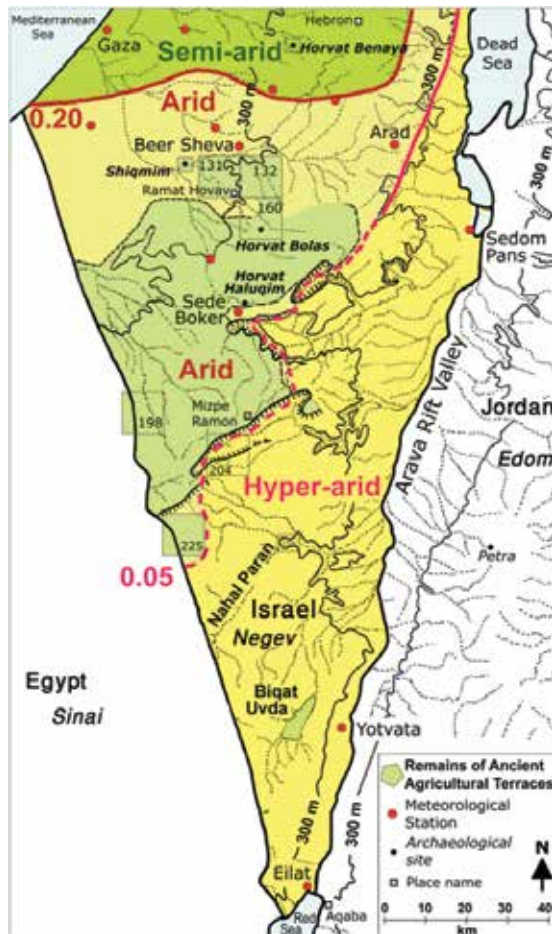 Mediterranean
Sea
Hebron
Gaza
Semi-arid
Horvat Benaya
Dead
Sea
300 m
0.20
Arid
300 m
Arad
Beer Sheva
Shiqmim
131
132
Ramat Hovav
160
300 m
Horvat Bolas
Sedom
Pans
Horvat
Haluqim
Sede
Boker
Arid
Arava Rift Valley
Mizpe
Ramon
198
204
Jordan
Edom
Hyper-arid
225
0.05
Petra
Nahal Paran
Israel
Negev
Egypt
Sinai
Biqat
Uvda
Yotvata
300 m
300 m
Eilat
Red
Sea
Aqaba
Remains of Ancient
Agricultural Terraces
Meteorological
Station
Archaeological
site
Place name
N
0 10 20 30 40
km